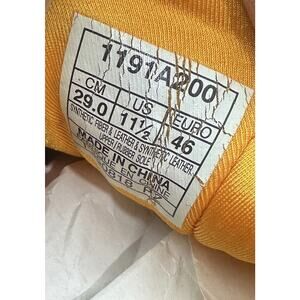 1191A200
CM US EURO
29.0 11½ 46
SYNTHETIC FIBER & LEATHER & SYNTHETIC LEATHER
UPPER / RUBBER SOLE
MADE IN CHINA